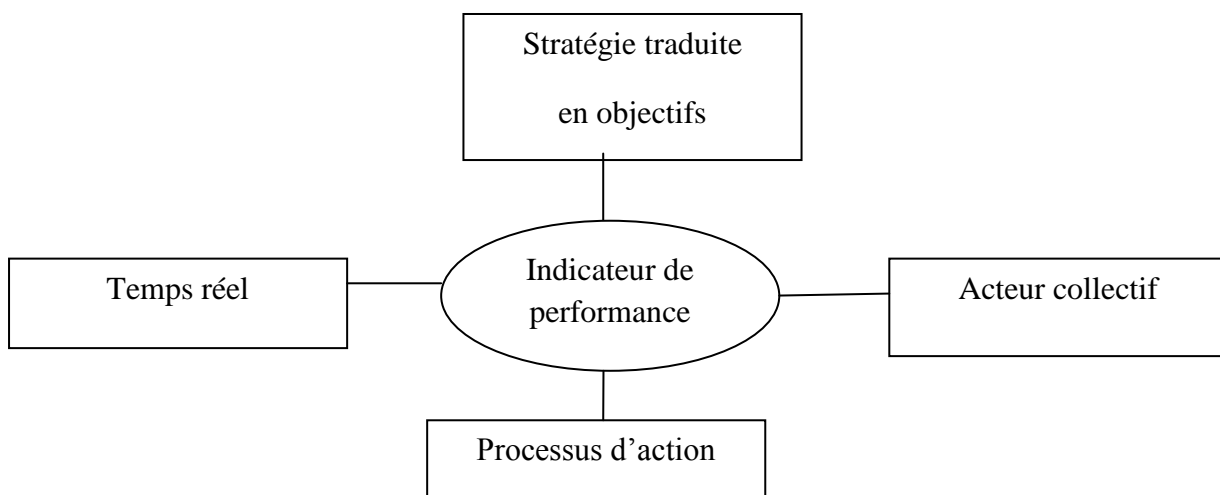 Stratégie traduite
en objectifs
Temps réel
Indicateur de
performance
Acteur collectif
Processus d’action